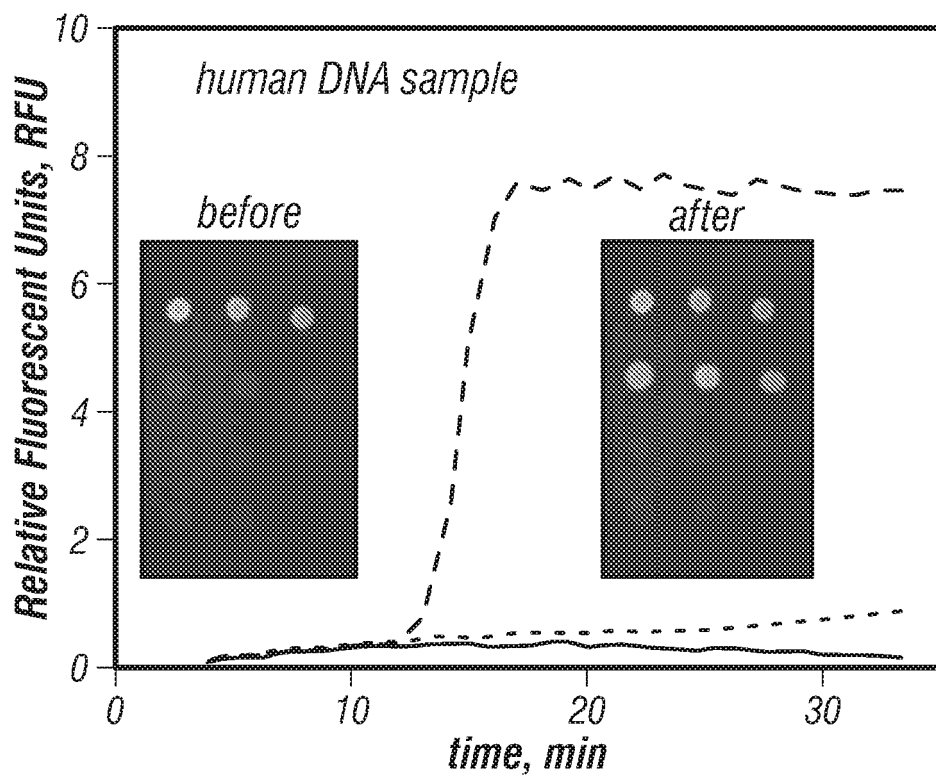 10
human DNA sample
8
before
after
6
4
2
0
0 10 20 30
time, min
Relative Fluorescent Units, RFU